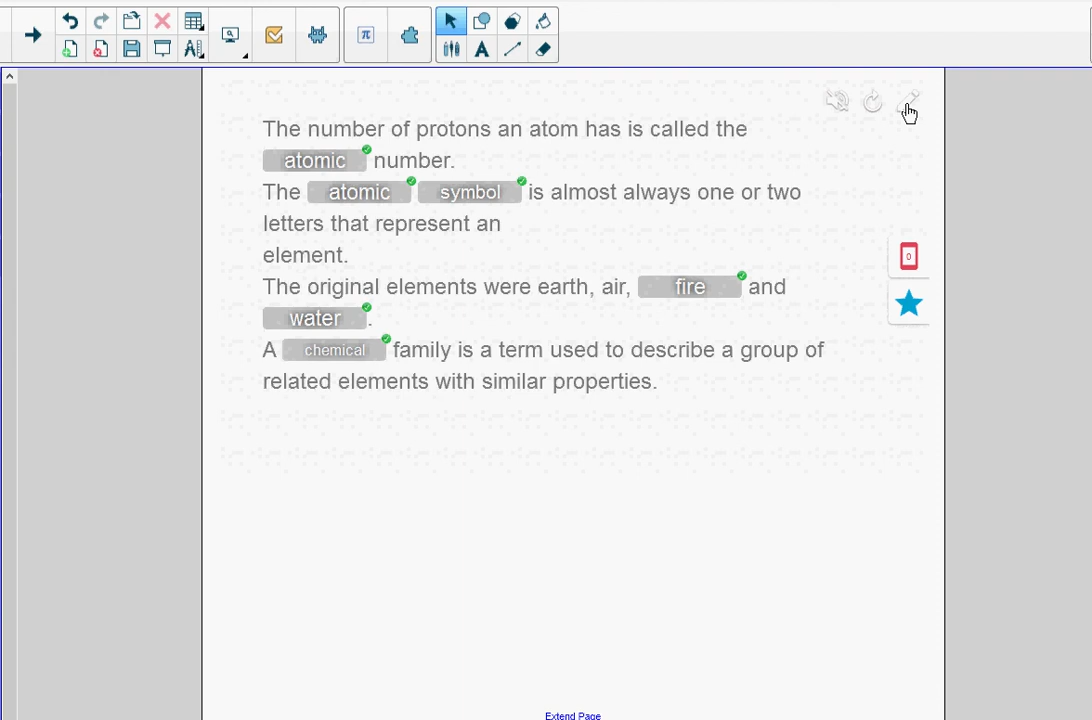 The number of protons an atom has is called the
atomic number.
The atomic symbol is almost always one or two
letters that represent an
element.
The original elements were earth, air, fire and
water.
A chemical family is a term used to describe a group of
related elements with similar properties.
0
π
A
A
Extend Page